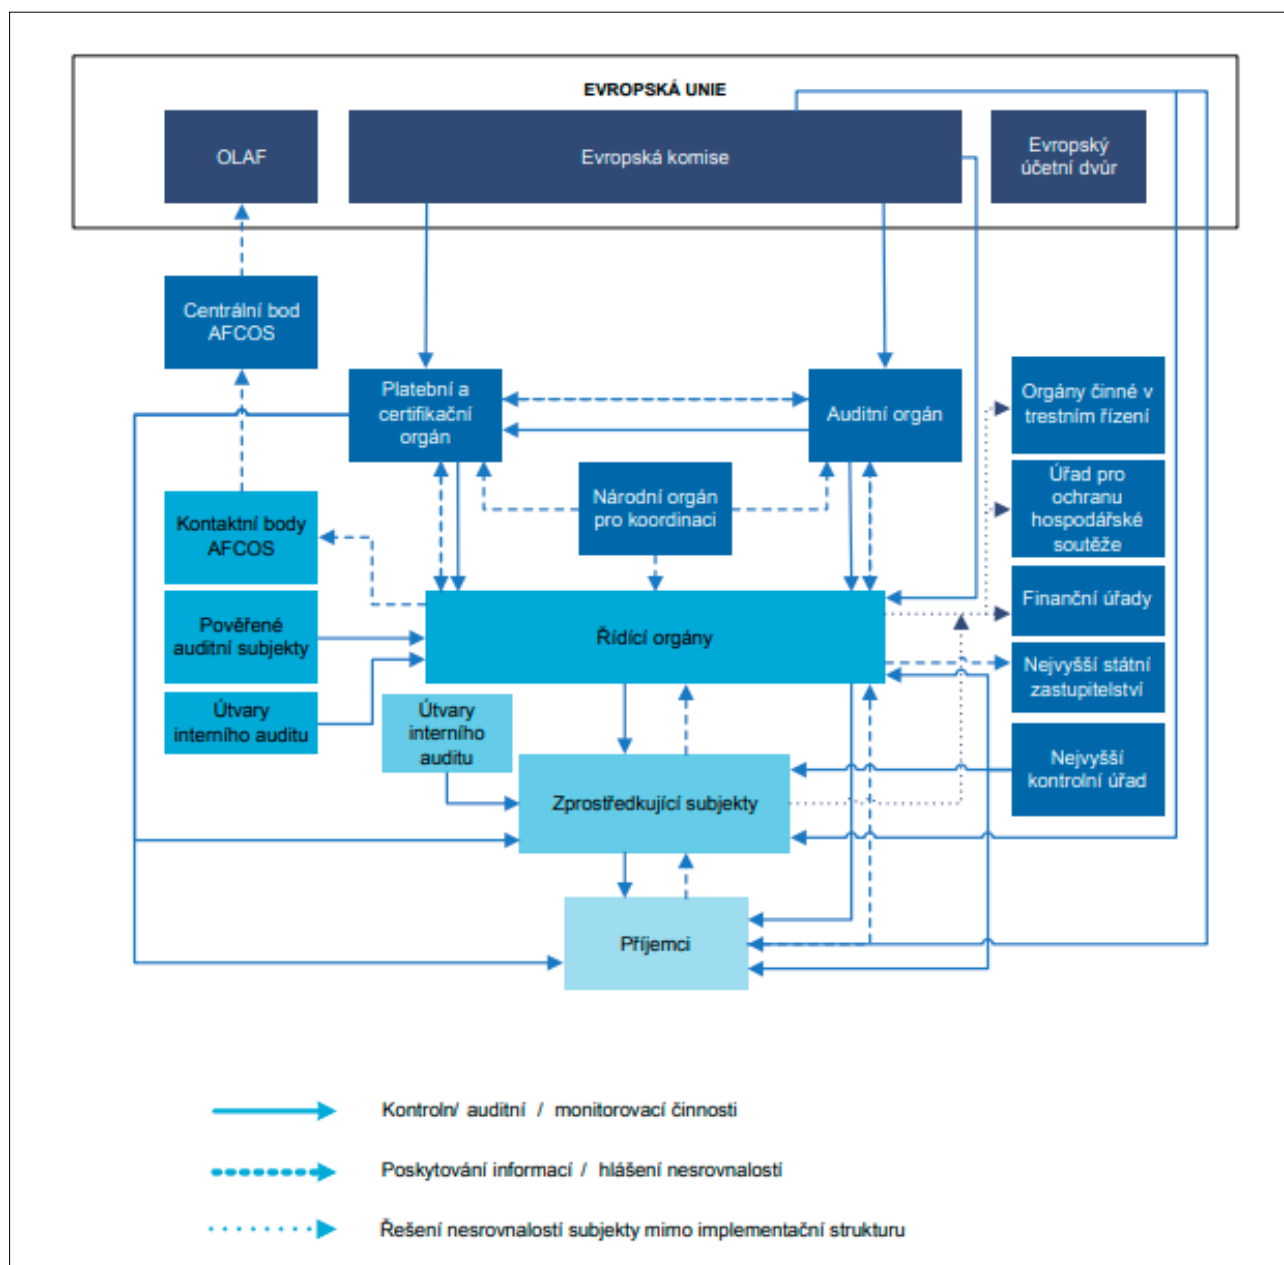 EVROPSKÁ UNIE
OLAF
Evropská komise
Evropský
účetní dvůr
Centrální bod
AFCOS
Platební a
certifikační
orgán
Auditní orgán
Orgány činné v
trestním řízení
Národní orgán
pro koordinaci
Úřad pro
ochranu
hospodářské
soutěže
Kontaktní body
AFCOS
Finanční úřady
Pověřené
auditní subjekty
Řídící orgány
Nejvyšší státní
zastupitelství
Útvary
interního auditu
Útvary
interního
auditu
Nejvyšší
kontrolní úřad
Zprostředkující subjekty
Příjemci
Kontroln/ auditní / monitorovací činnosti
Poskytování informací / hlášení nesrovnalostí
Řešení nesrovnalostí subjekty mimo implementační strukturu